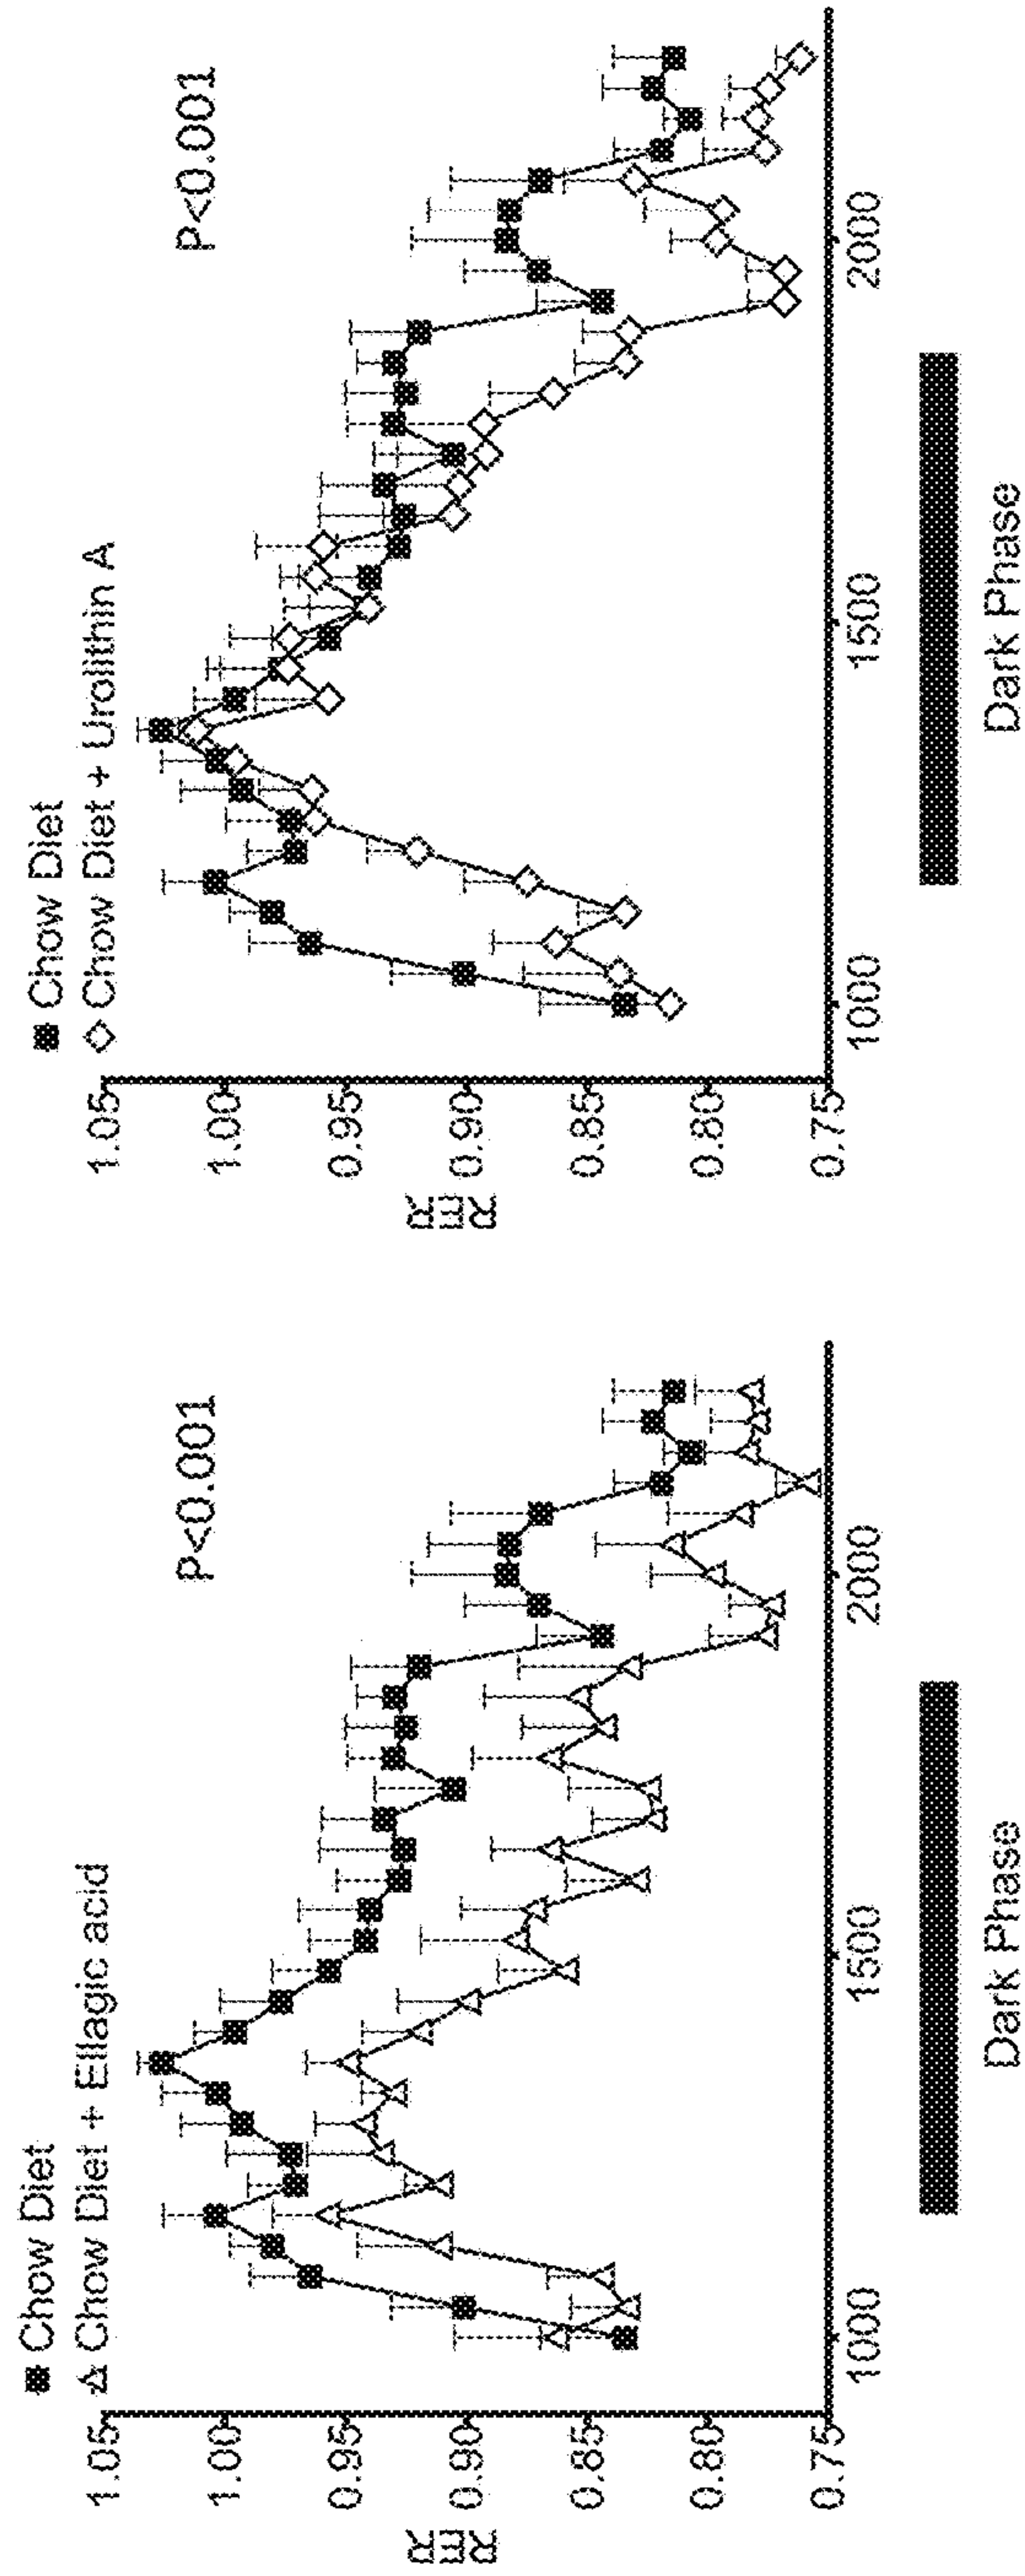 Chow Diet
Chow Diet + Ellagic acid
P<0.001
RER
1.05
1.00
0.95
0.90
0.85
0.80
0.75
1000
1500
2000
Dark Phase
Chow Diet
Chow Diet + Urolithin A
P<0.001
RER
1.05
1.00
0.95
0.90
0.85
0.80
0.75
1000
1500
2000
Dark Phase